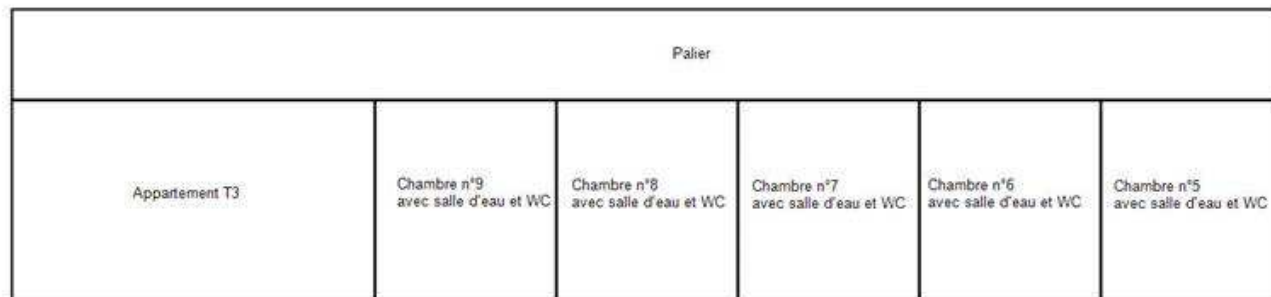 Palier
Appartement T3
Chambre n°9
avec salle d'eau et WC
Chambre n°8
avec salle d'eau et WC
Chambre n°7
avec salle d'eau et WC
Chambre n°6
avec salle d'eau et WC
Chambre n°5
avec salle d'eau et WC